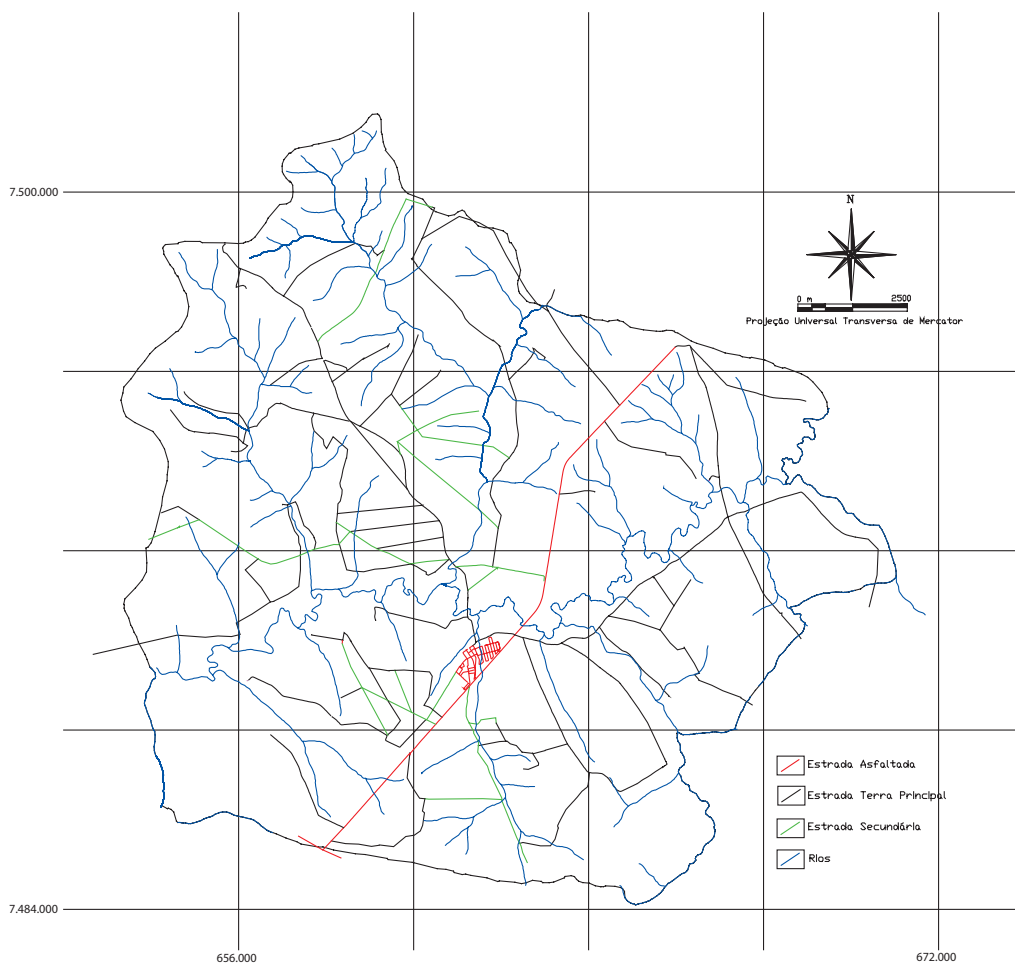 7.500.000
N
0 m 2500
Projeção Universal Transversa de Mercator
Estrada Asfaltada
Estrada Terra Principal
Estrada Secundária
Rios
7.484.000
656.000 672.000